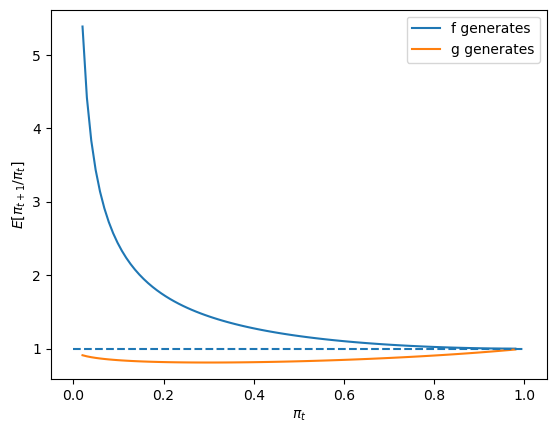 f generates
g generates
5
4
3
2
1
E[π_{t+1}/π_t]
0.0 0.2 0.4 0.6 0.8 1.0
π_t